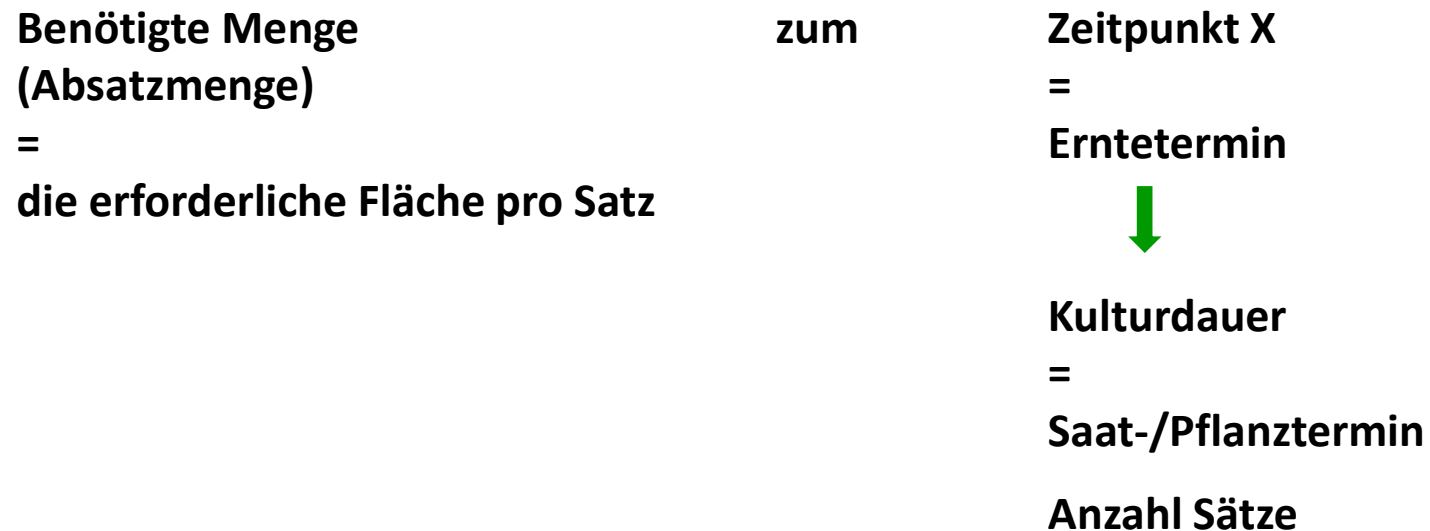 Benötigte Menge
(Absatzmenge)
=
die erforderliche Fläche pro Satz
zum
Zeitpunkt X
=
Erntetermin
Kulturdauer
=
Saat-/Pflanztermin
Anzahl Sätze